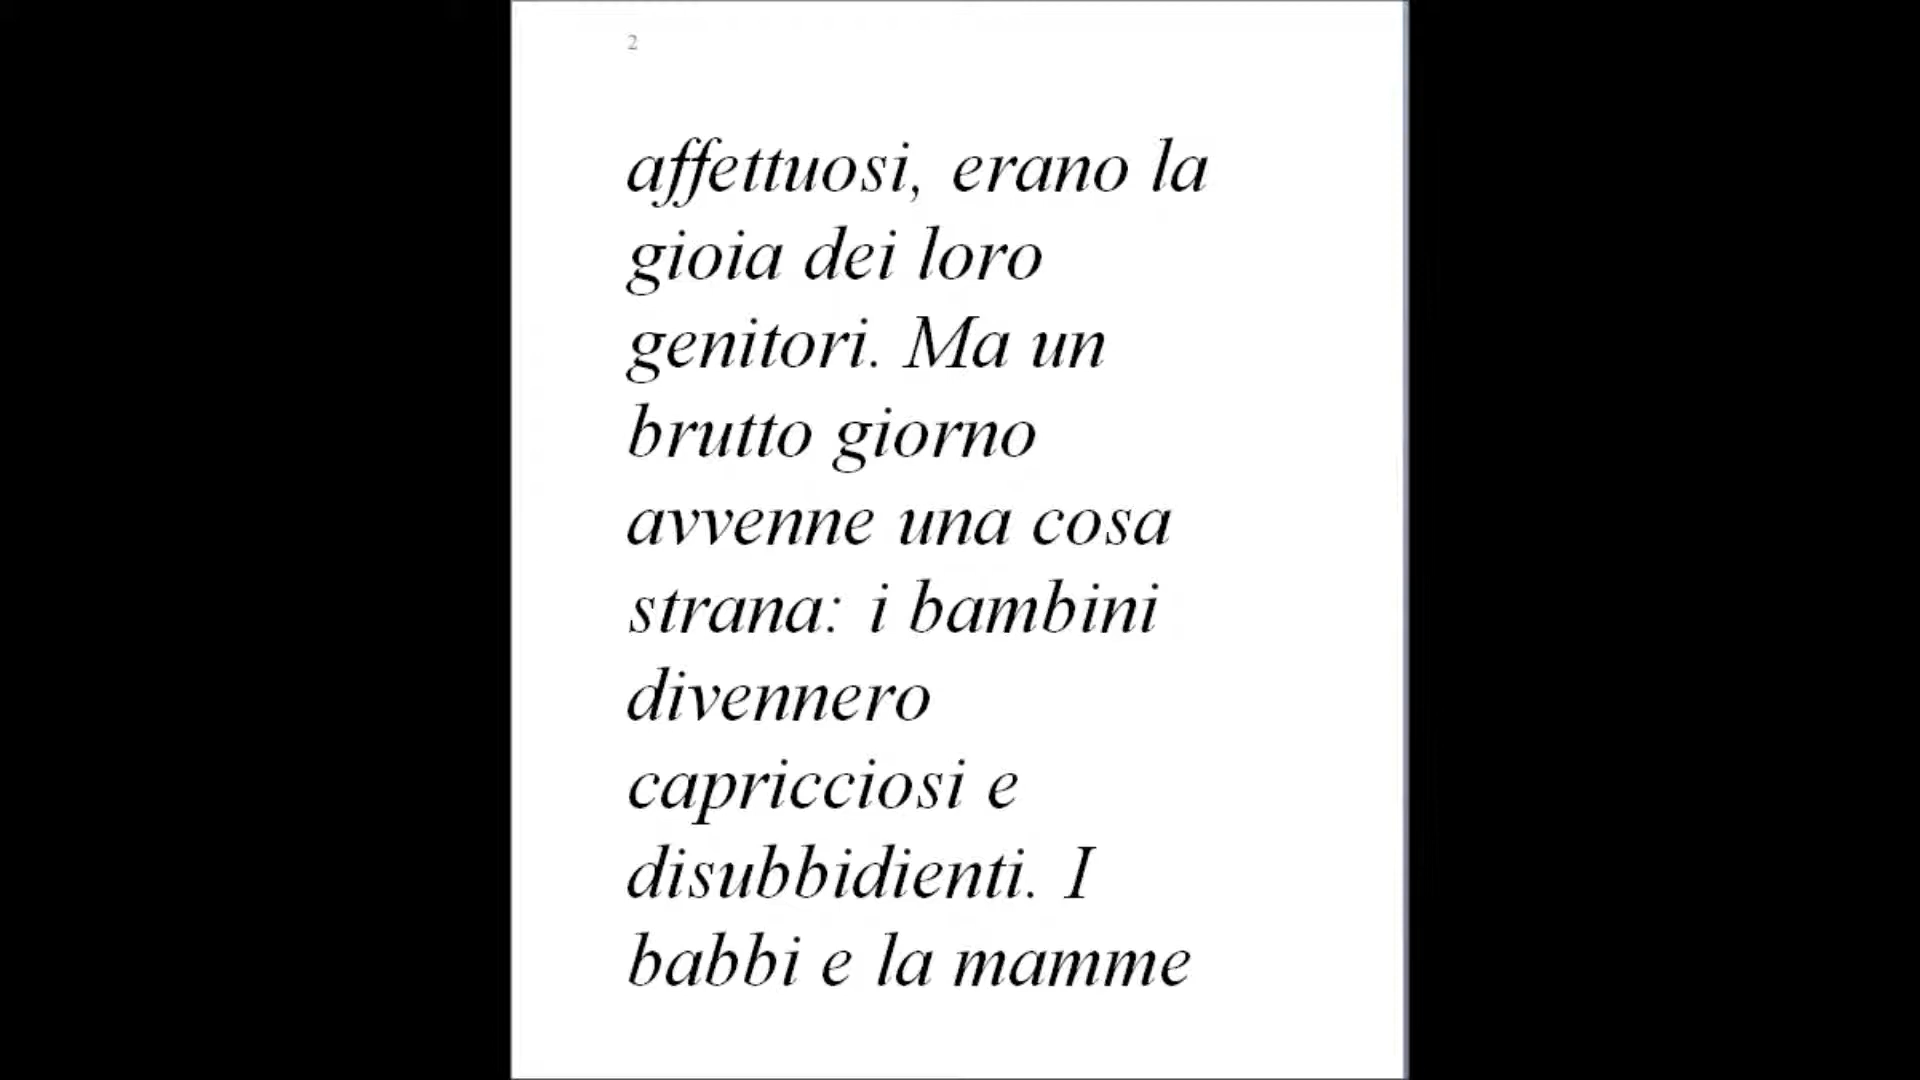 2
affettuosi, erano la
gioia dei loro
genitori. Ma un
brutto giorno
avvenne una cosa
strana: i bambini
divennero
capricciosi e
disubbidienti. I
babbi e la mamme